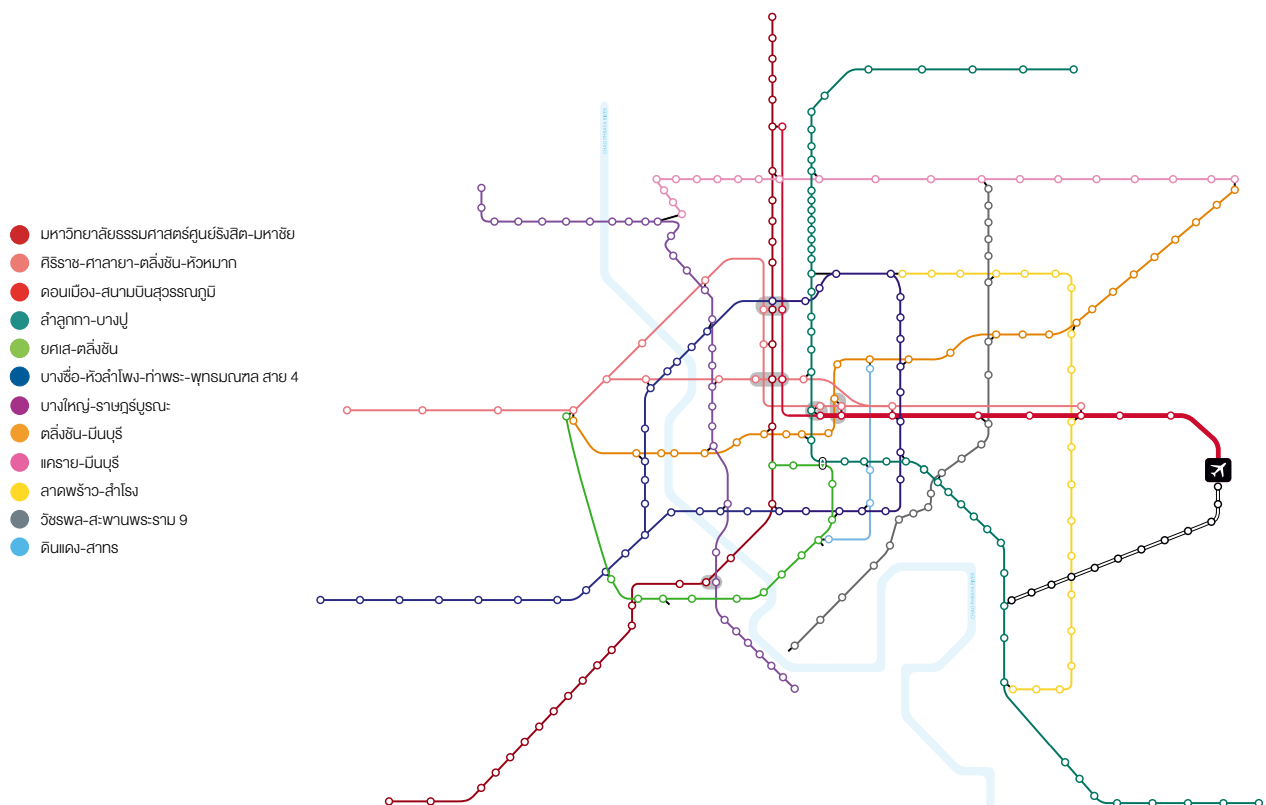 มหาวิทยาลัยธรรมศาสตร์ศูนย์รังสิต-มหาชัย
ศิริราช-ศาลายา-ตลิ่งชัน-หัวหมาก
ดอนเมือง-สนามบินสุวรรณภูมิ
ลำลูกกา-บางปู
ยศเส-ตลิ่งชัน
บางซื่อ-หัวลำโพง-ท่าพระ-พุทธมณฑล สาย 4
บางใหญ่-ราษฎร์บูรณะ
ตลิ่งชัน-มีนบุรี
แคราย-มีนบุรี
ลาดพร้าว-สำโรง
วัชรพล-สะพานพระราม 9
ดินแดง-สาทร